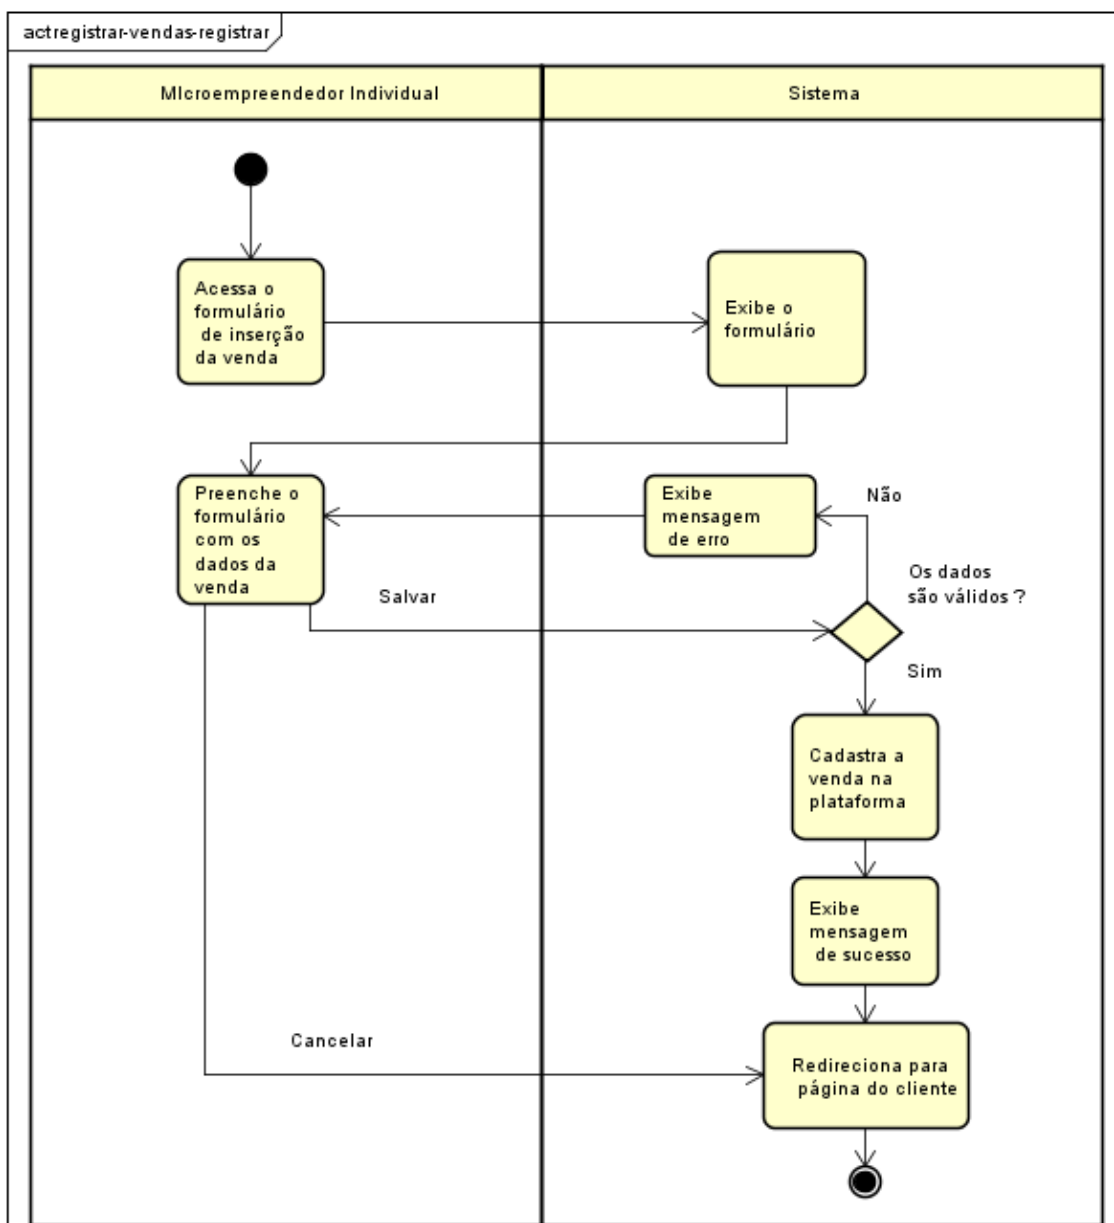 actregistrar-vendas-registrar
MIcroempreendedor Individual
Sistema
Acessa o
formulário
de inserção
da venda
Exibe o
formulário
Preenche o
formulário
com os
dados da
venda
Exibe
mensagem
de erro
Não
Os dados
são válidos ?
Salvar
Sim
Cadastra a
venda na
plataforma
Exibe
mensagem
de sucesso
Cancelar
Redireciona para
página do cliente